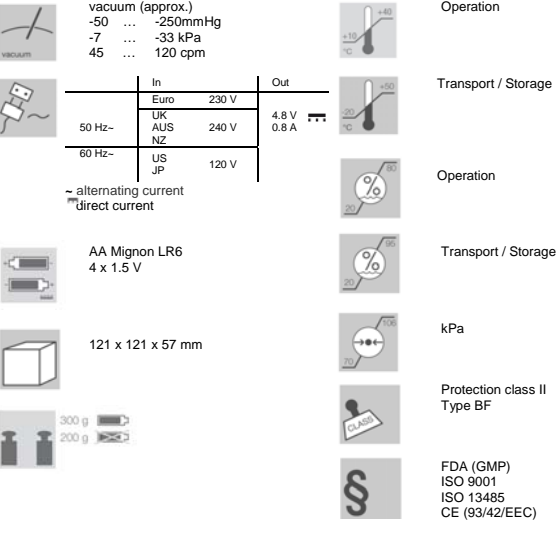 vacuum (approx.)
-50 … -250mmHg
-7 … -33 kPa
45 … 120 cpm
vacuum
In Out
Euro 230 V
50 Hz~ UK AUS NZ 240 V 4.8 V 0.8 A
60 Hz~ US JP 120 V
~ alternating current
direct current
AA Mignon LR6
4 x 1.5 V
121 x 121 x 57 mm
300 g
200 g
+40
+10
°C
Operation
+50
-20
°C
Transport / Storage
80
%
20
Operation
95
%
20
Transport / Storage
106
70
kPa
CLASS
Protection class II
Type BF
§
FDA (GMP)
ISO 9001
ISO 13485
CE (93/42/EEC)